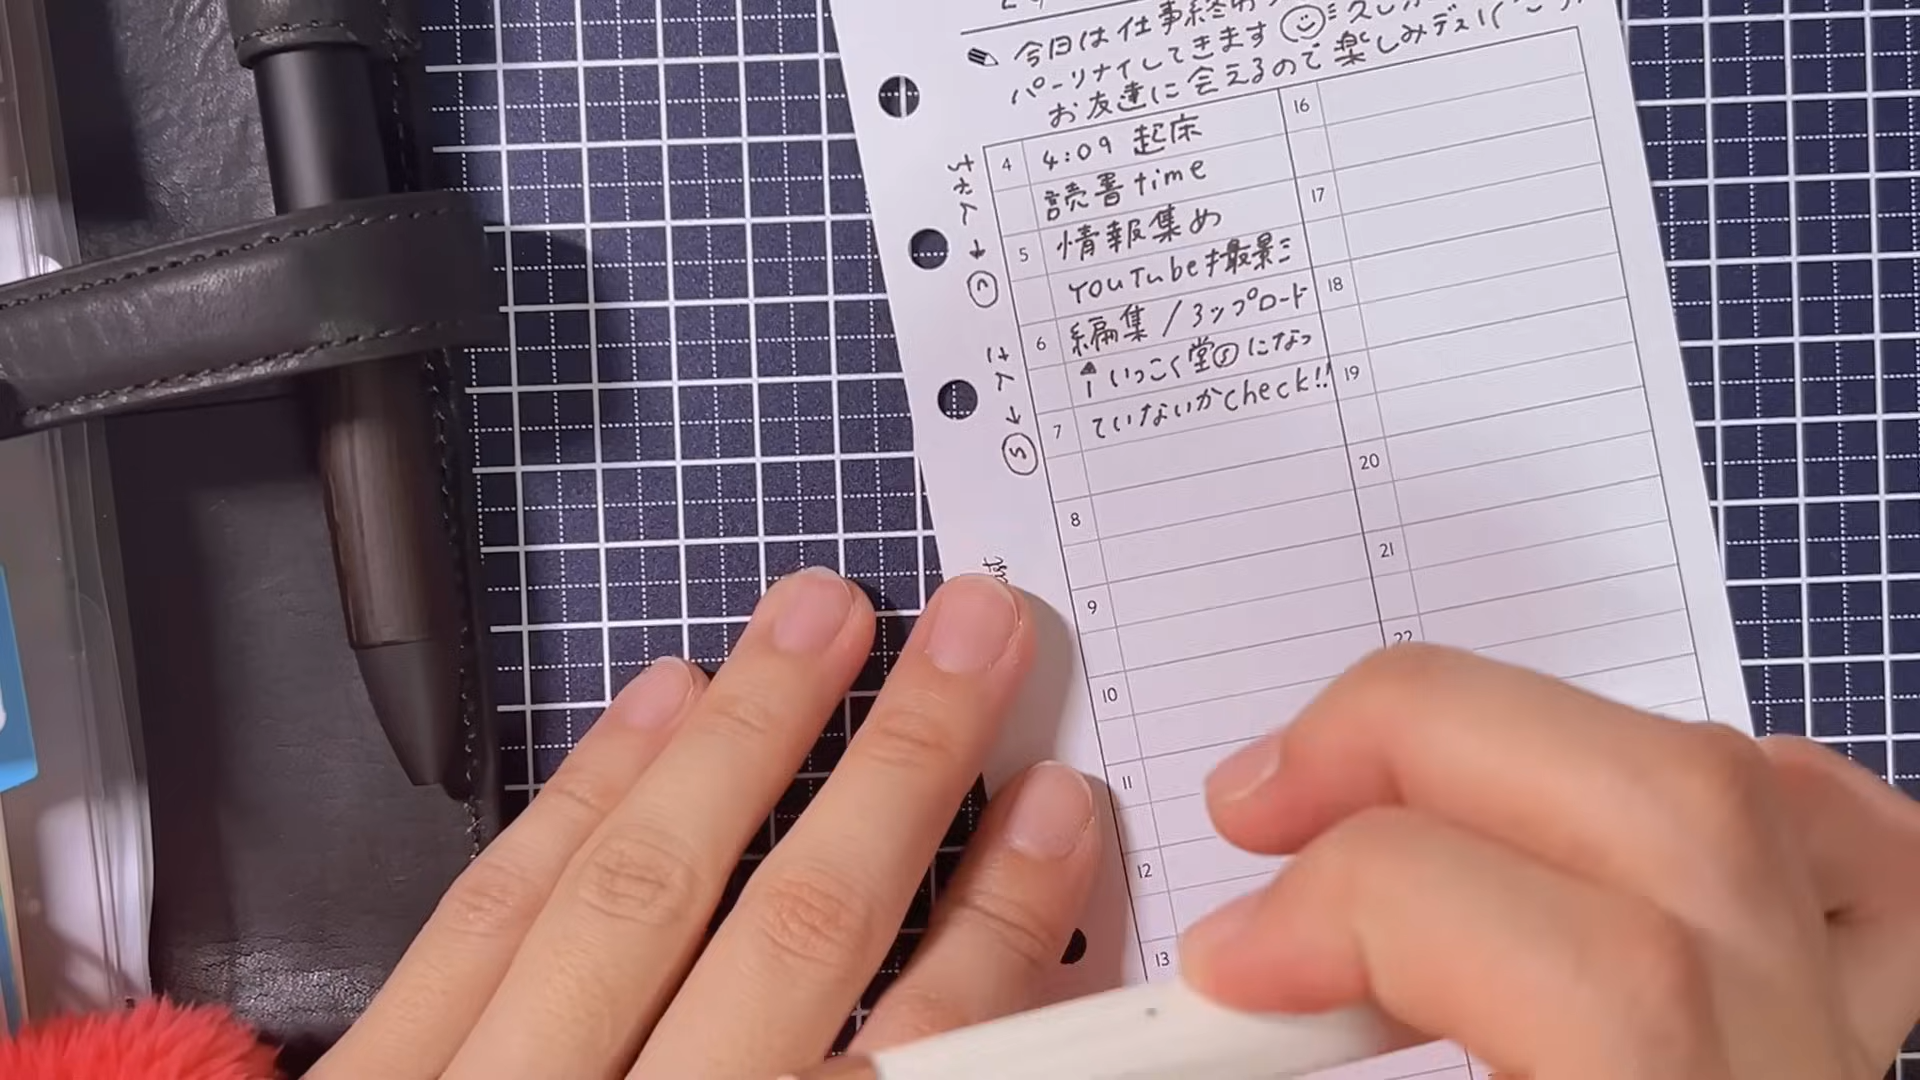 今日は仕事終わ
パーリナイしてきます
お友達に会えるので楽しみデス!
4 4:09 起床
読書time
5 情報集め
YouTube撮影
6 編集/アップロード
↑いっこく堂になっ
7 ていないかcheck!!
8
9
10
11
12
13
16
17
18
19
20
21
22